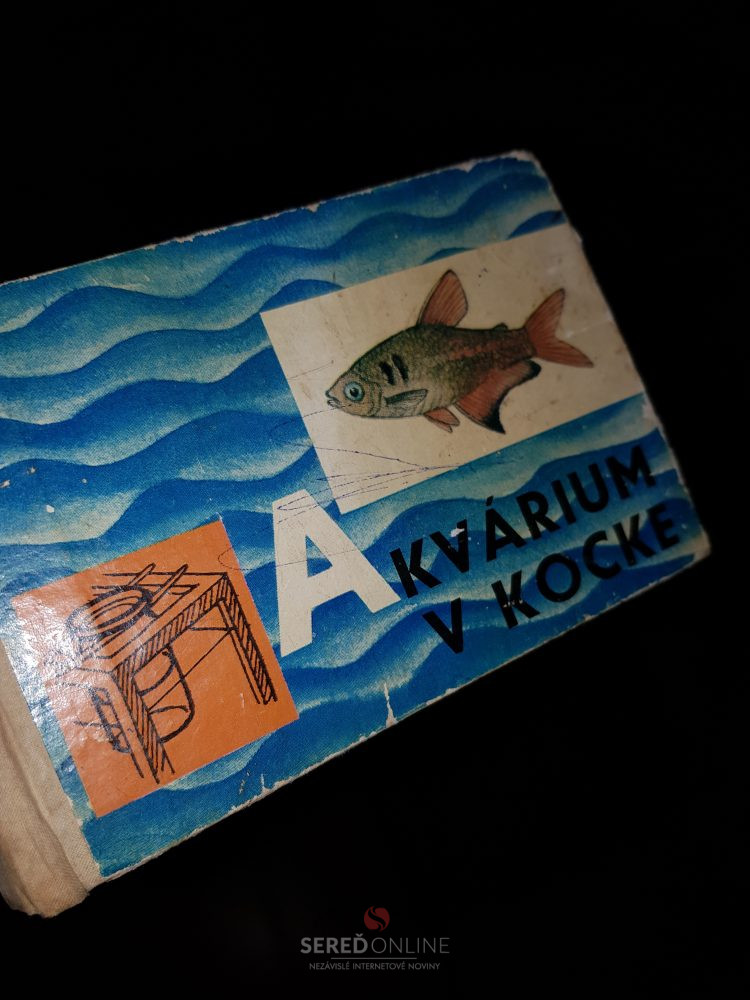 AKVÁRIUM
V KOCKE
SEREĎONLINE
NEZÁVISLÉ INTERNETOVÉ NOVINY